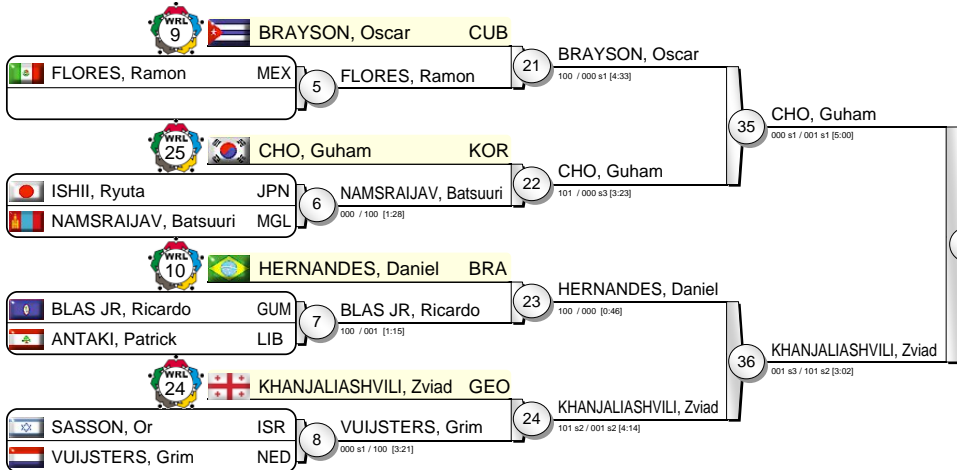 WRL
9
BRAYSON, Oscar CUB
FLORES, Ramon MEX
5
FLORES, Ramon
21
BRAYSON, Oscar
100 / 000 s1 [4:33]
35
CHO, Guham
000 s1 / 001 s1 [5:00]
WRL
25
CHO, Guham KOR
ISHII, Ryuta JPN
NAMSRAIJAV, Batsuuri MGL
6
NAMSRAIJAV, Batsuuri
000 / 100 [1:28]
22
CHO, Guham
101 / 000 s3 [3:23]
WRL
10
HERNANDES, Daniel BRA
BLAS JR, Ricardo GUM
ANTAKI, Patrick LIB
7
BLAS JR, Ricardo
100 / 001 [1:15]
23
HERNANDES, Daniel
100 / 000 [0:46]
36
KHANJALIASHVILI, Zviad
001 s3 / 101 s2 [3:02]
WRL
24
KHANJALIASHVILI, Zviad GEO
SASSON, Or ISR
VUIJSTERS, Grim NED
8
VUIJSTERS, Grim
000 s1 / 100 [3:21]
24
KHANJALIASHVILI, Zviad
101 s2 / 001 s2 [4:14]